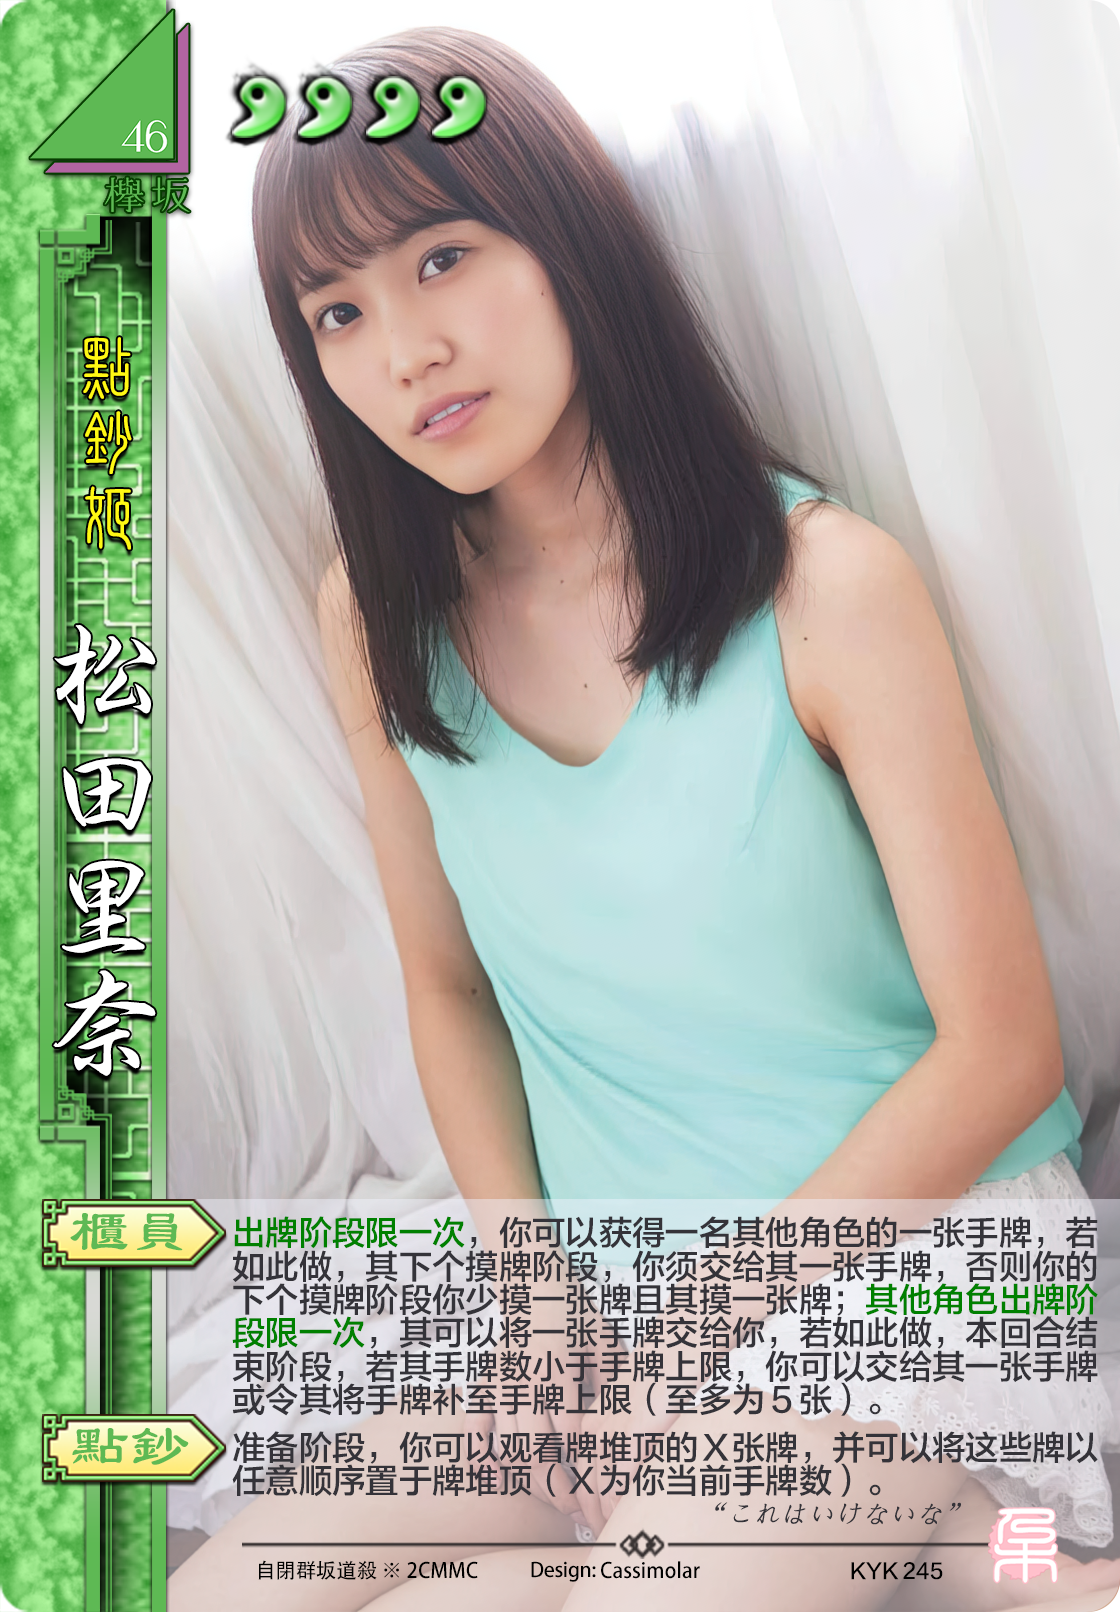 46
欅坂
點鈔姬
松田里奈
櫃員
出牌阶段限一次，你可以获得一名其他角色的一张手牌，若
如此做，其下个摸牌阶段，你须交给其一张手牌，否则你的
下个摸牌阶段你少摸一张牌且其摸一张牌；其他角色出牌阶
段限一次，其可以将一张手牌交给你，若如此做，本回合结
束阶段，若其手牌数小于手牌上限，你可以交给其一张手牌
或令其将手牌补至手牌上限（至多为５张）。
點鈔
准备阶段，你可以观看牌堆顶的Ｘ张牌，并可以将这些牌以
任意顺序置于牌堆顶（Ｘ为你当前手牌数）。
“これはいけないな”
自閉群坂道殺 ※ 2CMMC
Design: Cassimolar
KYK 245